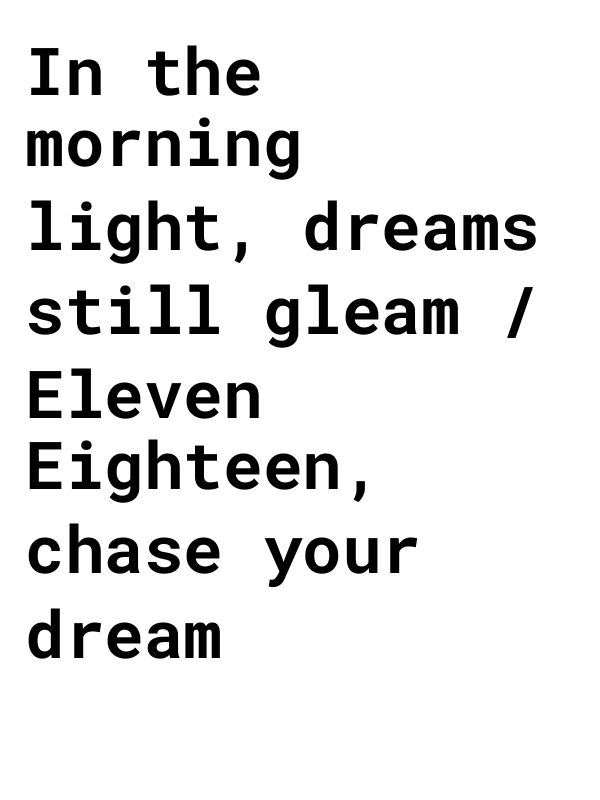 In the
morning
light, dreams
still gleam /
Eleven
Eighteen,
chase your
dream